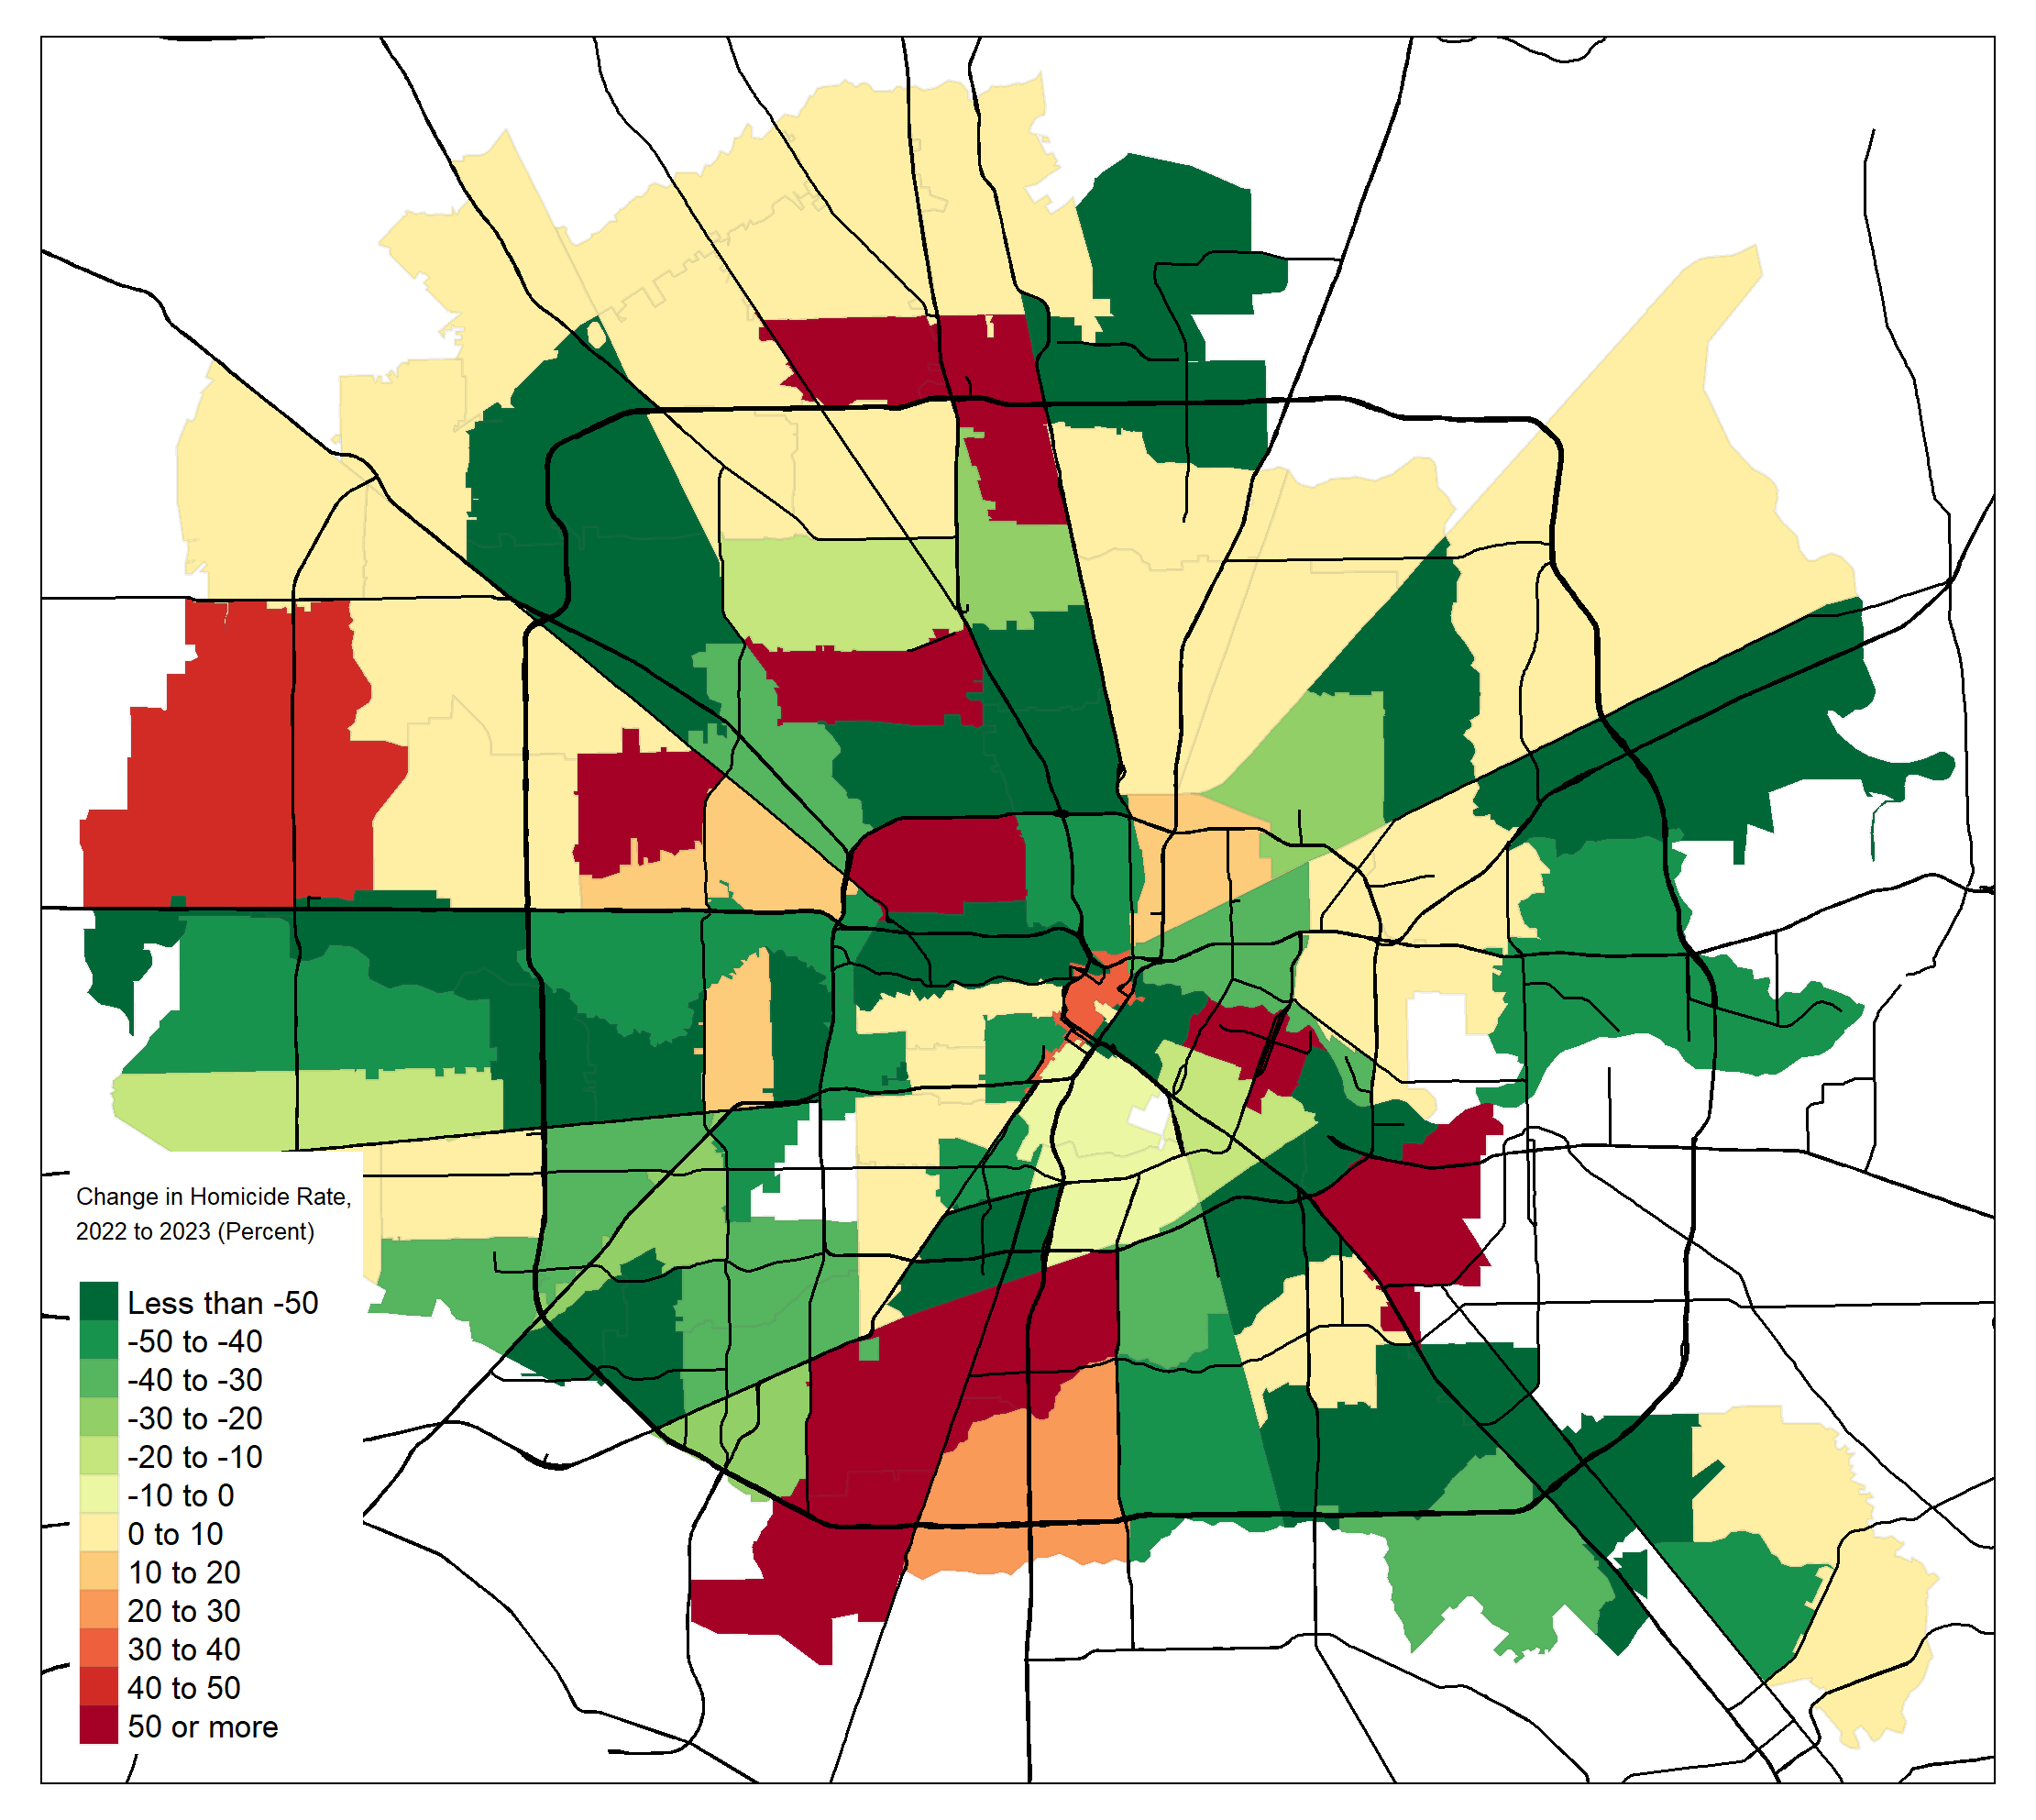 Change in Homicide Rate,
2022 to 2023 (Percent)
Less than -50
-50 to -40
-40 to -30
-30 to -20
-20 to -10
-10 to 0
0 to 10
10 to 20
20 to 30
30 to 40
40 to 50
50 or more